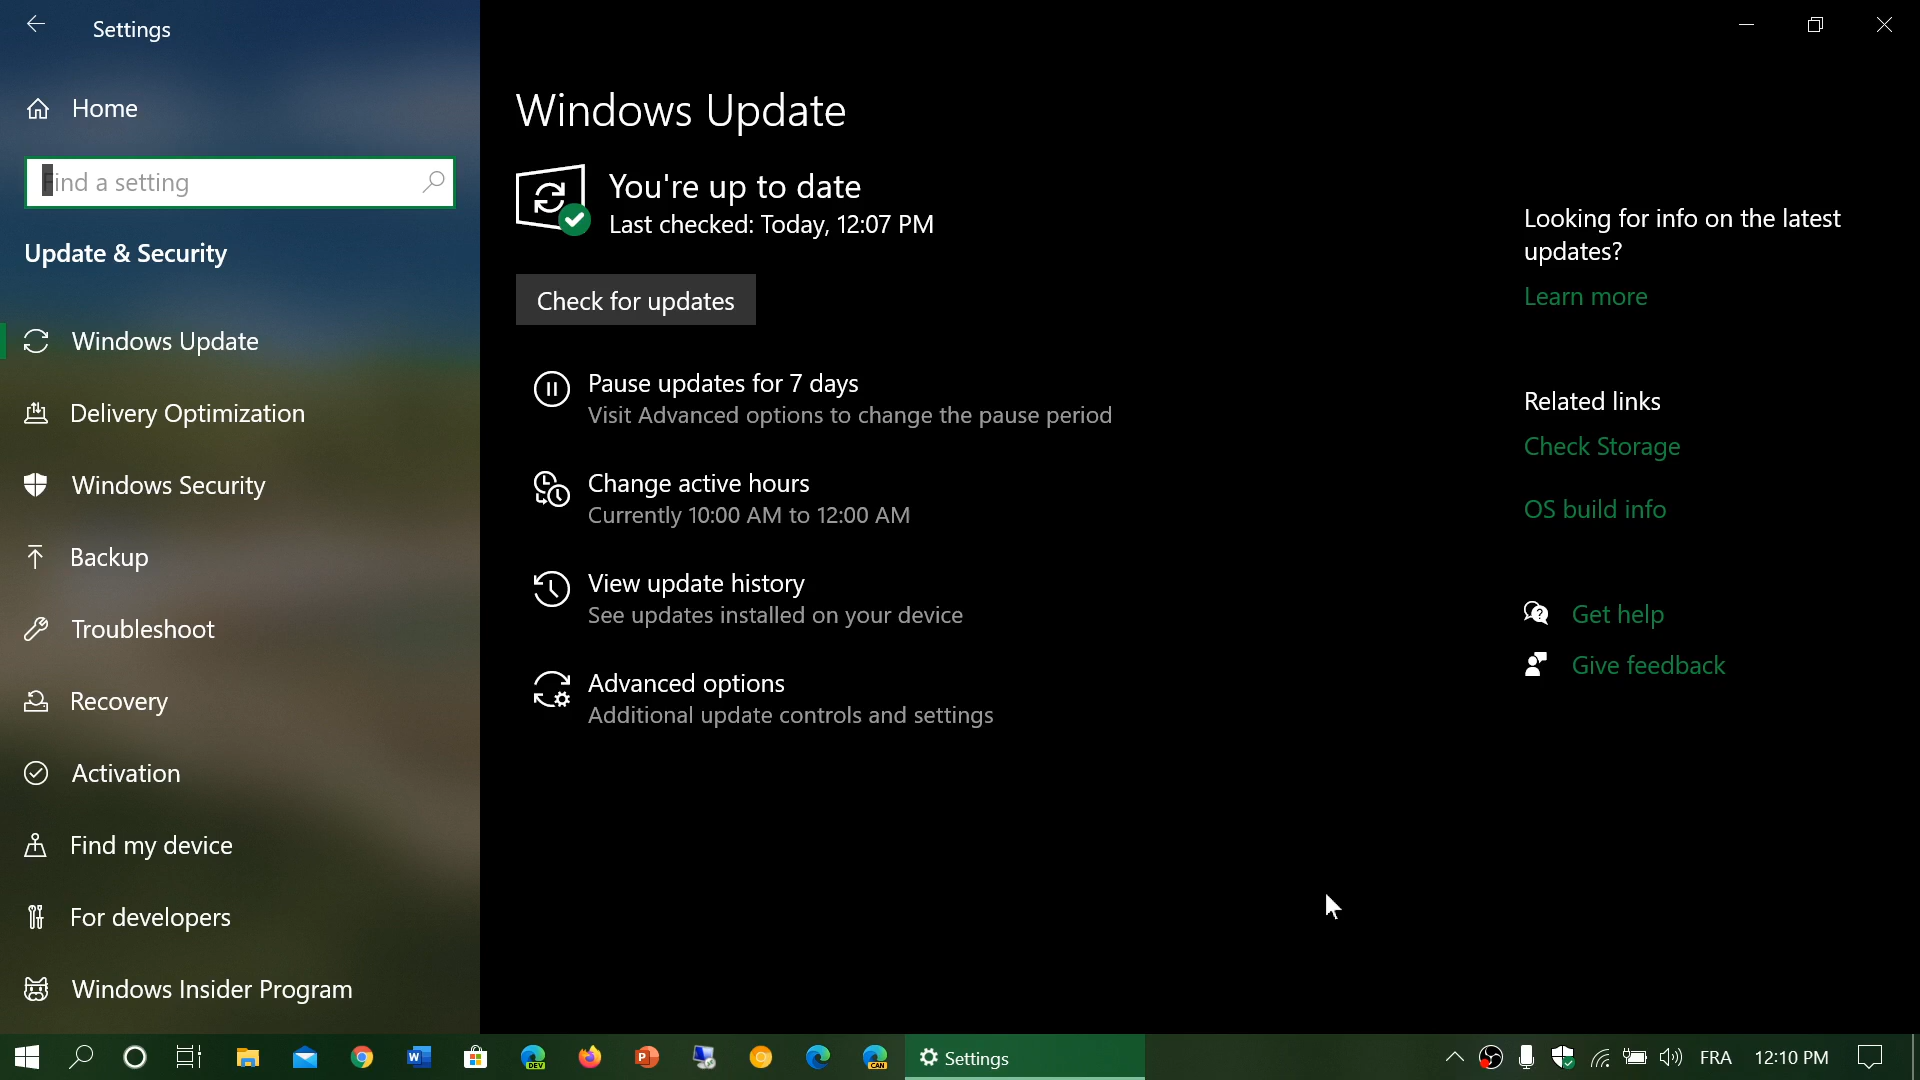 Settings
Home
Find a setting
Update & Security
Windows Update
Delivery Optimization
Windows Security
Backup
Troubleshoot
Recovery
Activation
Find my device
For developers
Windows Insider Program
Windows Update
You're up to date
Last checked: Today, 12:07 PM
Check for updates
Pause updates for 7 days
Visit Advanced options to change the pause period
Change active hours
Currently 10:00 AM to 12:00 AM
View update history
See updates installed on your device
Advanced options
Additional update controls and settings
Looking for info on the latest
updates?
Learn more
Related links
Check Storage
OS build info
Get help
Give feedback
W
DEV
P
CAN
Settings
FRA
12:10 PM